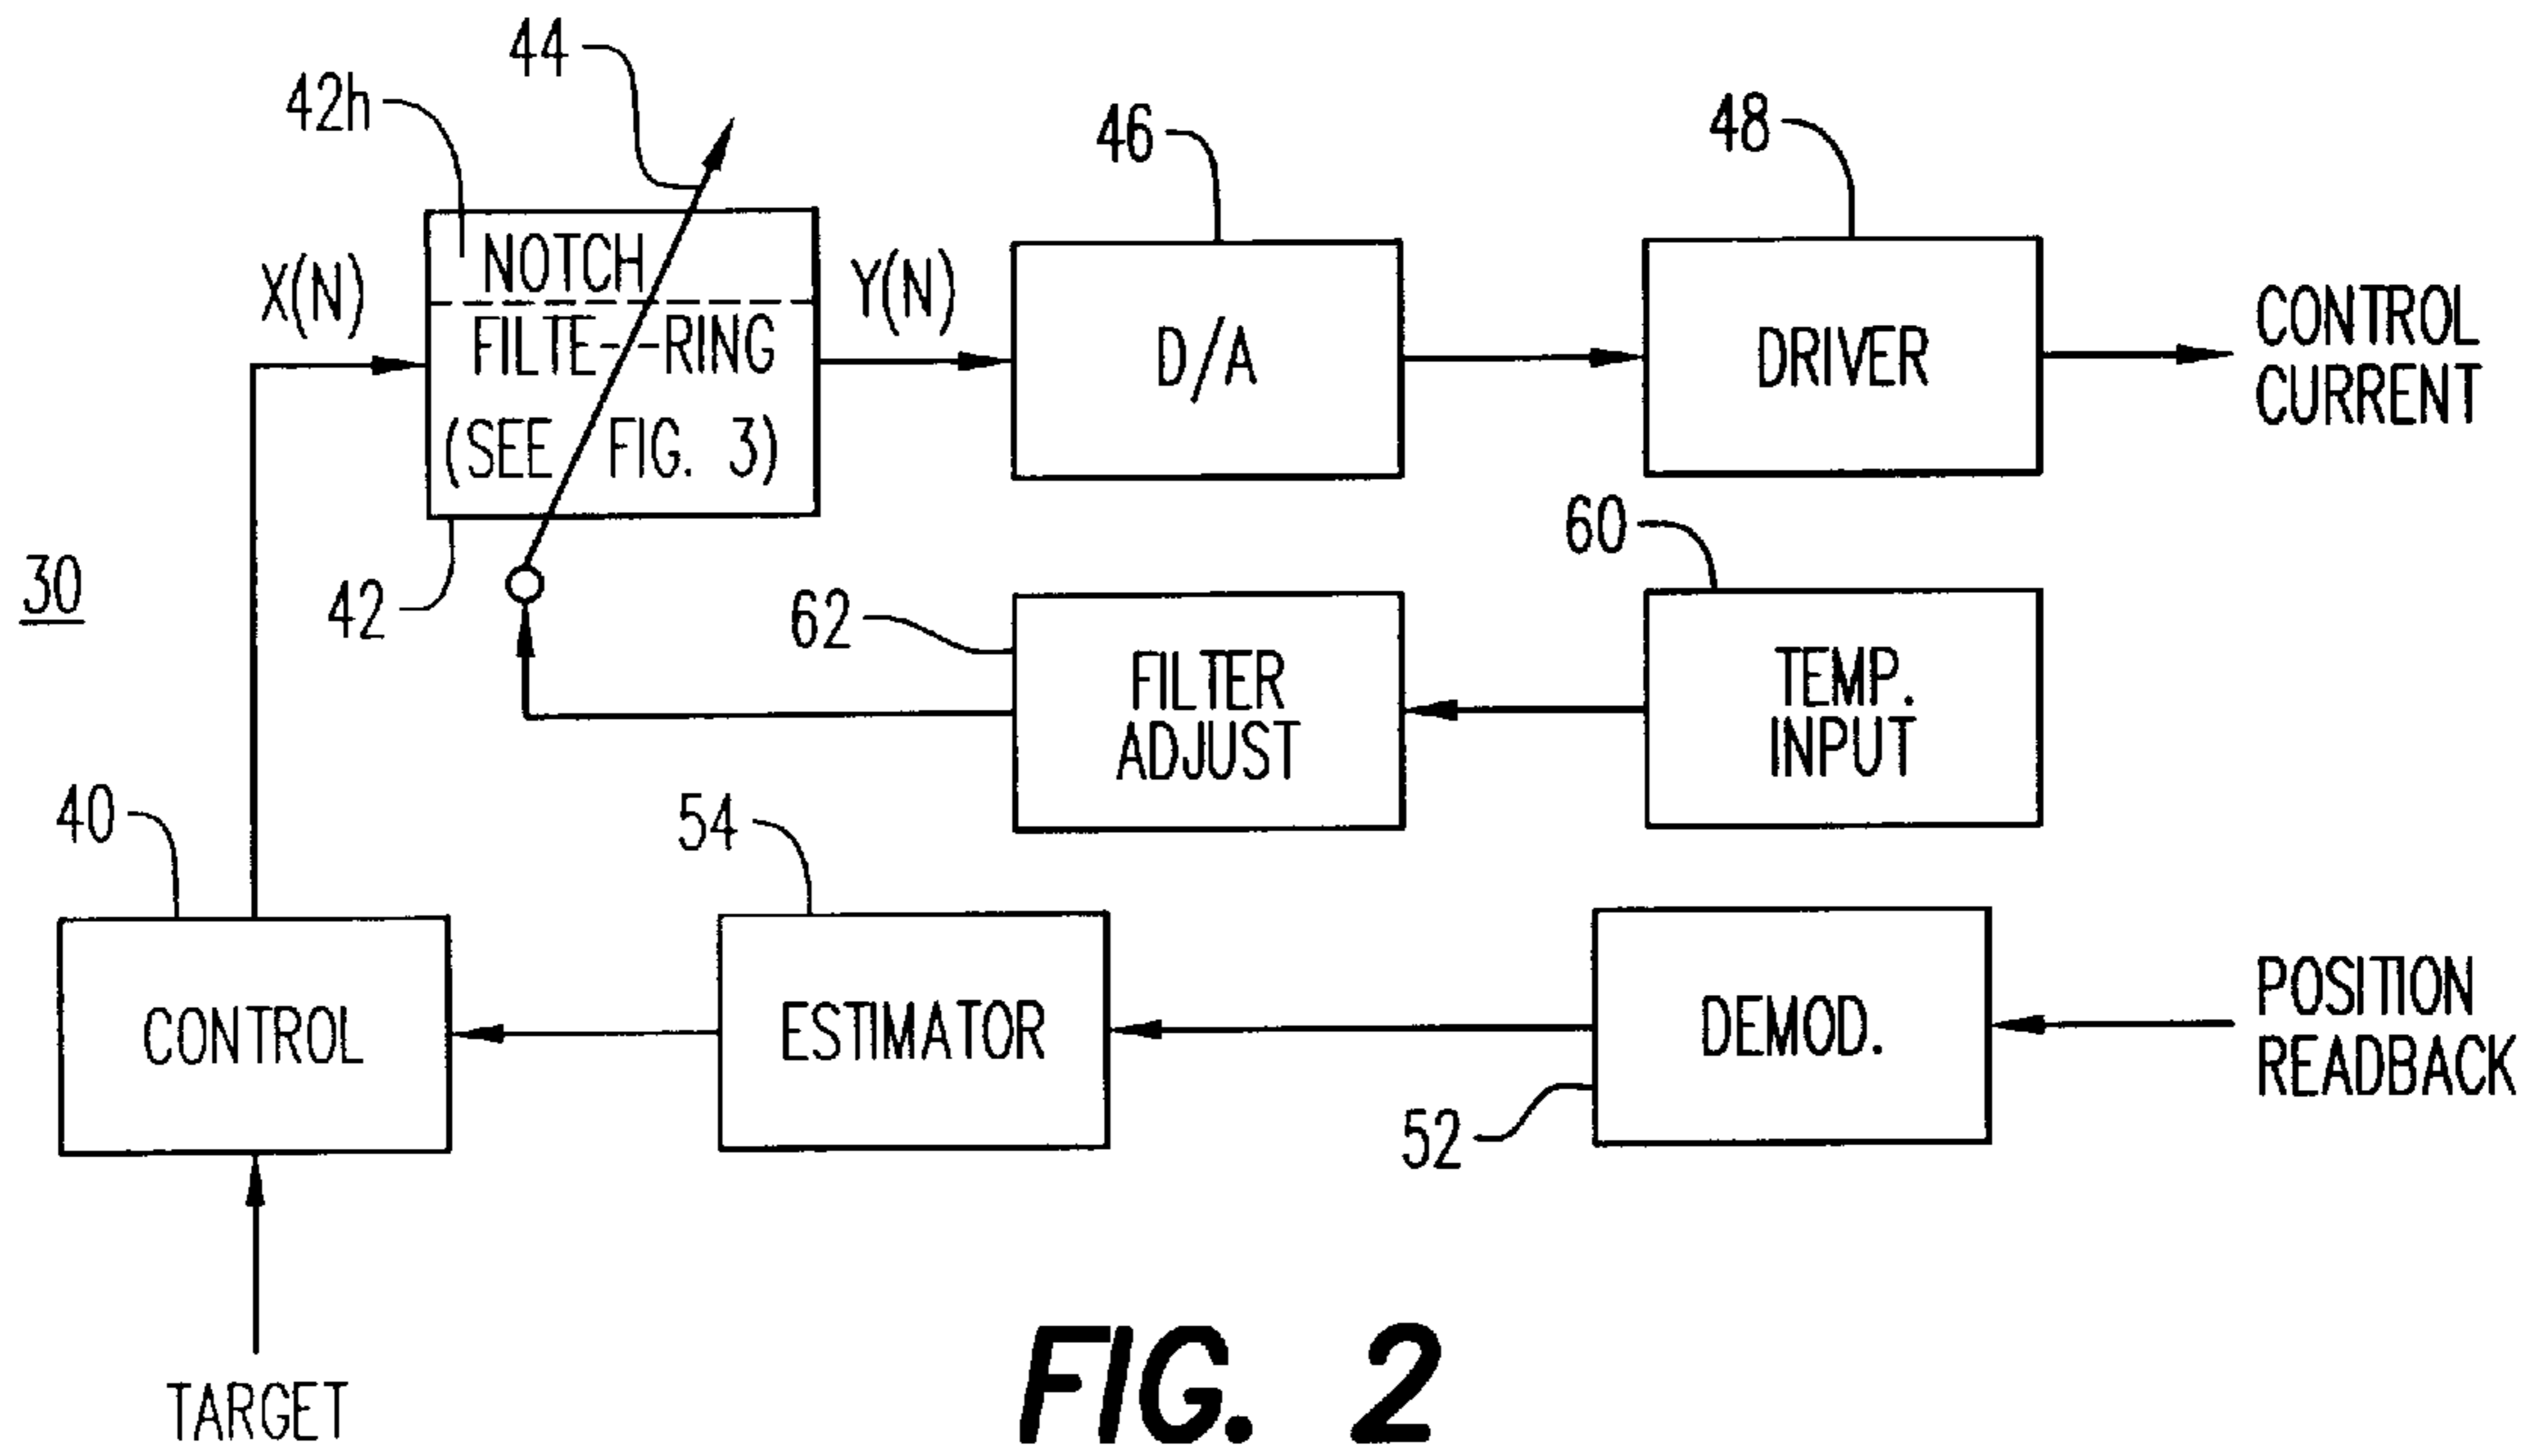 44
42h
46
48
NOTCH
X(N)
Y(N)
FILTE--RING
(SEE FIG. 3)
D/A
DRIVER
CONTROL
CURRENT
30
42
60
62
FILTER
ADJUST
TEMP.
INPUT
40
54
CONTROL
ESTIMATOR
DEMOD.
52
POSITION
READBACK
TARGET
FIG. 2